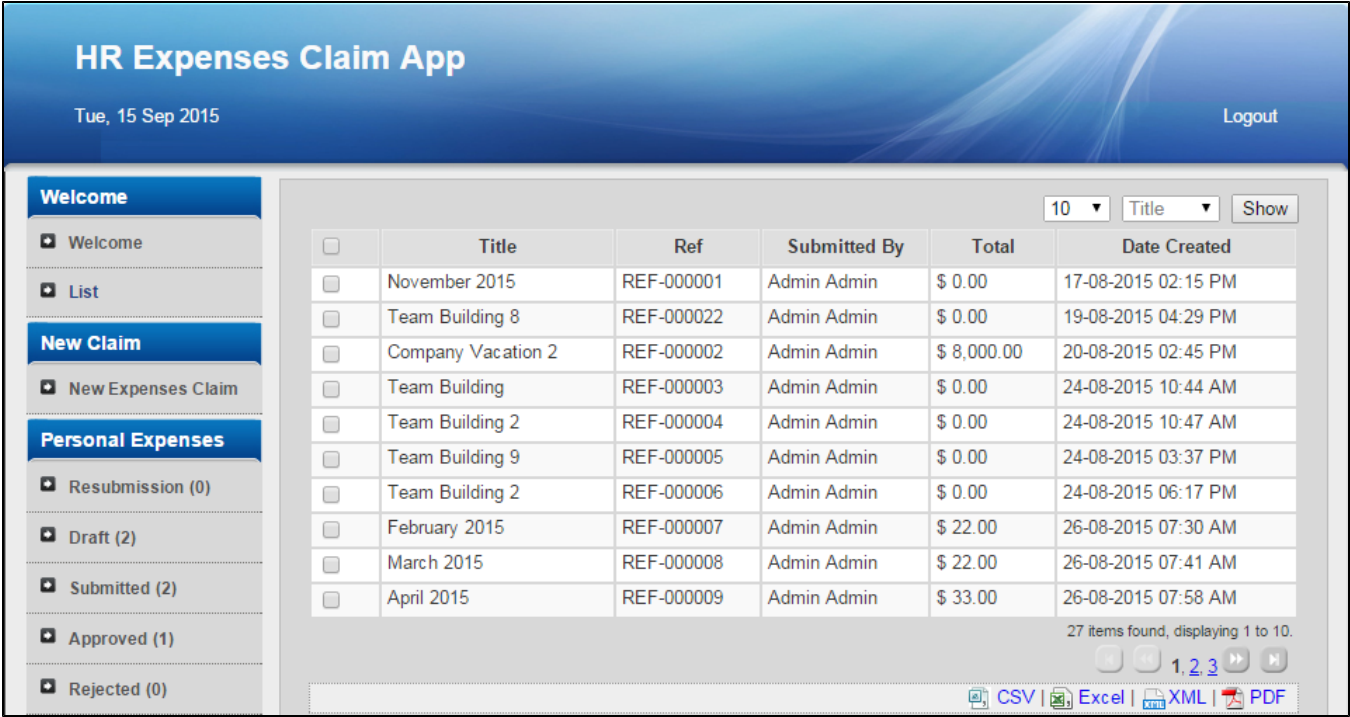 HR Expenses Claim App
Tue, 15 Sep 2015
Logout
Welcome
Welcome
List
New Claim
New Expenses Claim
Personal Expenses
Resubmission (0)
Draft (2)
Submitted (2)
Approved (1)
Rejected (0)
10 Title Show
Title Ref Submitted By Total Date Created
November 2015 REF-000001 Admin Admin $ 0.00 17-08-2015 02:15 PM
Team Building 8 REF-000022 Admin Admin $ 0.00 19-08-2015 04:29 PM
Company Vacation 2 REF-000002 Admin Admin $ 8,000.00 20-08-2015 02:45 PM
Team Building REF-000003 Admin Admin $ 0.00 24-08-2015 10:44 AM
Team Building 2 REF-000004 Admin Admin $ 0.00 24-08-2015 10:47 AM
Team Building 9 REF-000005 Admin Admin $ 0.00 24-08-2015 03:37 PM
Team Building 2 REF-000006 Admin Admin $ 0.00 24-08-2015 06:17 PM
February 2015 REF-000007 Admin Admin $ 22.00 26-08-2015 07:30 AM
March 2015 REF-000008 Admin Admin $ 22.00 26-08-2015 07:41 AM
April 2015 REF-000009 Admin Admin $ 33.00 26-08-2015 07:58 AM
27 items found, displaying 1 to 10.
1, 2, 3
CSV | Excel | XML | PDF